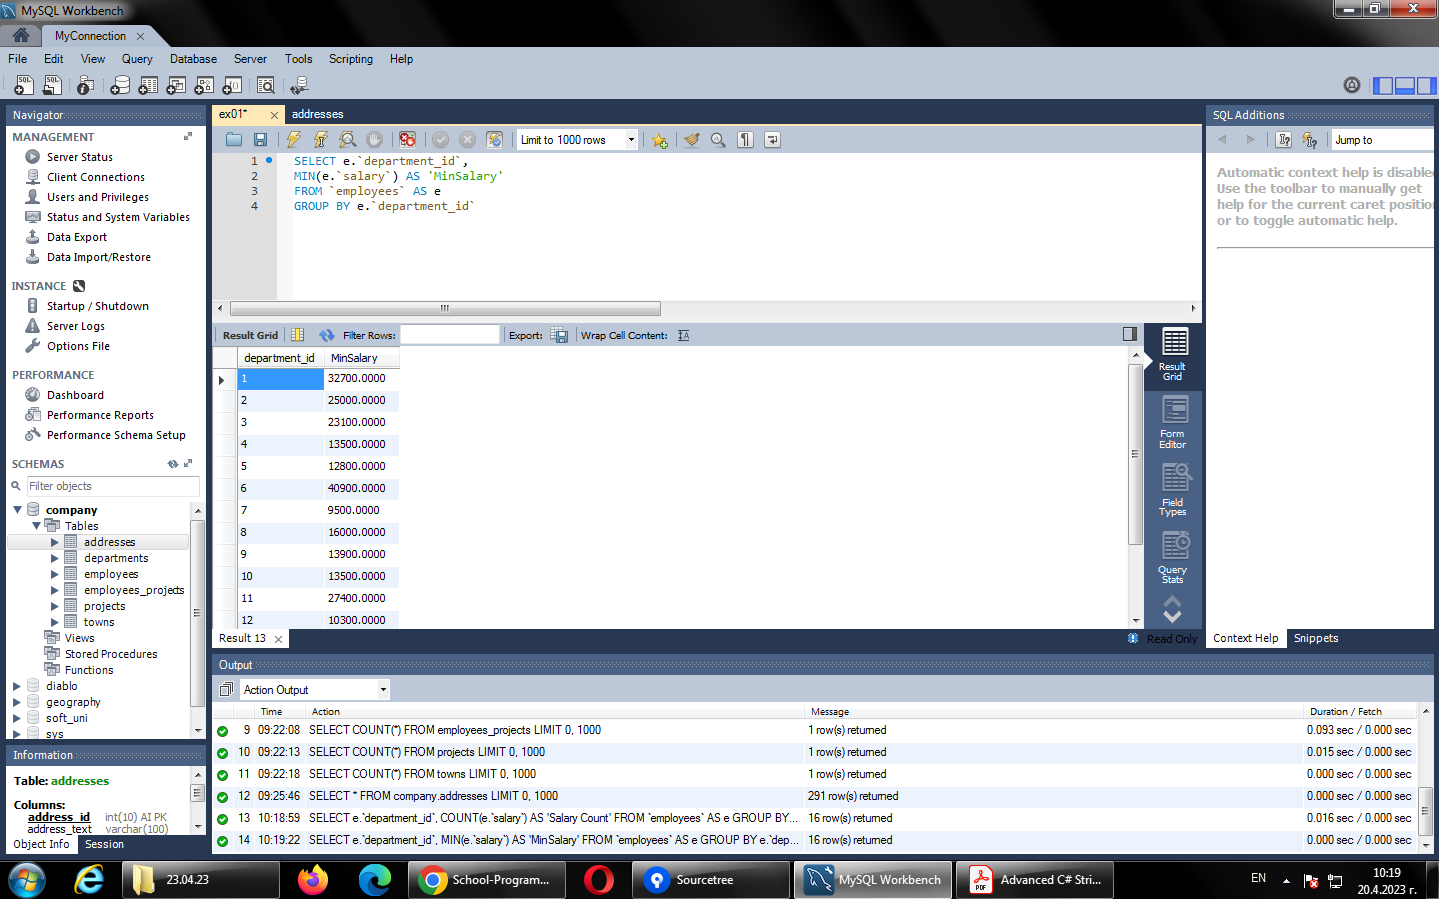 MySQL Workbench
MyConnection
File Edit View Query Database Server Tools Scripting Help
Navigator
MANAGEMENT
Server Status
Client Connections
Users and Privileges
Status and System Variables
Data Export
Data Import/Restore
INSTANCE
Startup / Shutdown
Server Logs
Options File
PERFORMANCE
Dashboard
Performance Reports
Performance Schema Setup
SCHEMAS
Filter objects
company
Tables
addresses
departments
employees
employees_projects
projects
towns
Views
Stored Procedures
Functions
diablo
geography
soft_uni
sys
Information
Table: addresses
Columns:
address_id int(10) AI PK
address_text varchar(100)
Object Info Session
ex01* addresses
Limit to 1000 rows
1 SELECT e.`department_id`,
2 MIN(e.`salary`) AS 'MinSalary'
3 FROM `employees` AS e
4 GROUP BY e.`department_id`
Result Grid Filter Rows: Export: Wrap Cell Content:
department_id MinSalary
1 32700.0000
2 25000.0000
3 23100.0000
4 13500.0000
5 12800.0000
6 40900.0000
7 9500.0000
8 16000.0000
9 13900.0000
10 13500.0000
11 27400.0000
12 10300.0000
Result Grid
Form Editor
Field Types
Query Stats
Result 13
Read Only
SQL Additions
Jump to
Automatic context help is disable
Use the toolbar to manually get
help for the current caret position
or to toggle automatic help.
Context Help Snippets
Output
Action Output
Time Action Message Duration / Fetch
9 09:22:08 SELECT COUNT(*) FROM employees_projects LIMIT 0, 1000 1 row(s) returned 0.093 sec / 0.000 sec
10 09:22:13 SELECT COUNT(*) FROM projects LIMIT 0, 1000 1 row(s) returned 0.015 sec / 0.000 sec
11 09:22:18 SELECT COUNT(*) FROM towns LIMIT 0, 1000 1 row(s) returned 0.000 sec / 0.000 sec
12 09:25:46 SELECT * FROM company.addresses LIMIT 0, 1000 291 row(s) returned 0.000 sec / 0.000 sec
13 10:18:59 SELECT e.`department_id`, COUNT(e.`salary`) AS 'Salary Count' FROM `employees` AS e GROUP BY... 16 row(s) returned 0.016 sec / 0.000 sec
14 10:19:22 SELECT e.`department_id`, MIN(e.`salary`) AS 'MinSalary' FROM `employees` AS e GROUP BY e.`dep... 16 row(s) returned 0.000 sec / 0.000 sec
23.04.23
School-Program...
Sourcetree
MySQL Workbench
Advanced C# Stri...
EN
10:19
20.4.2023 г.